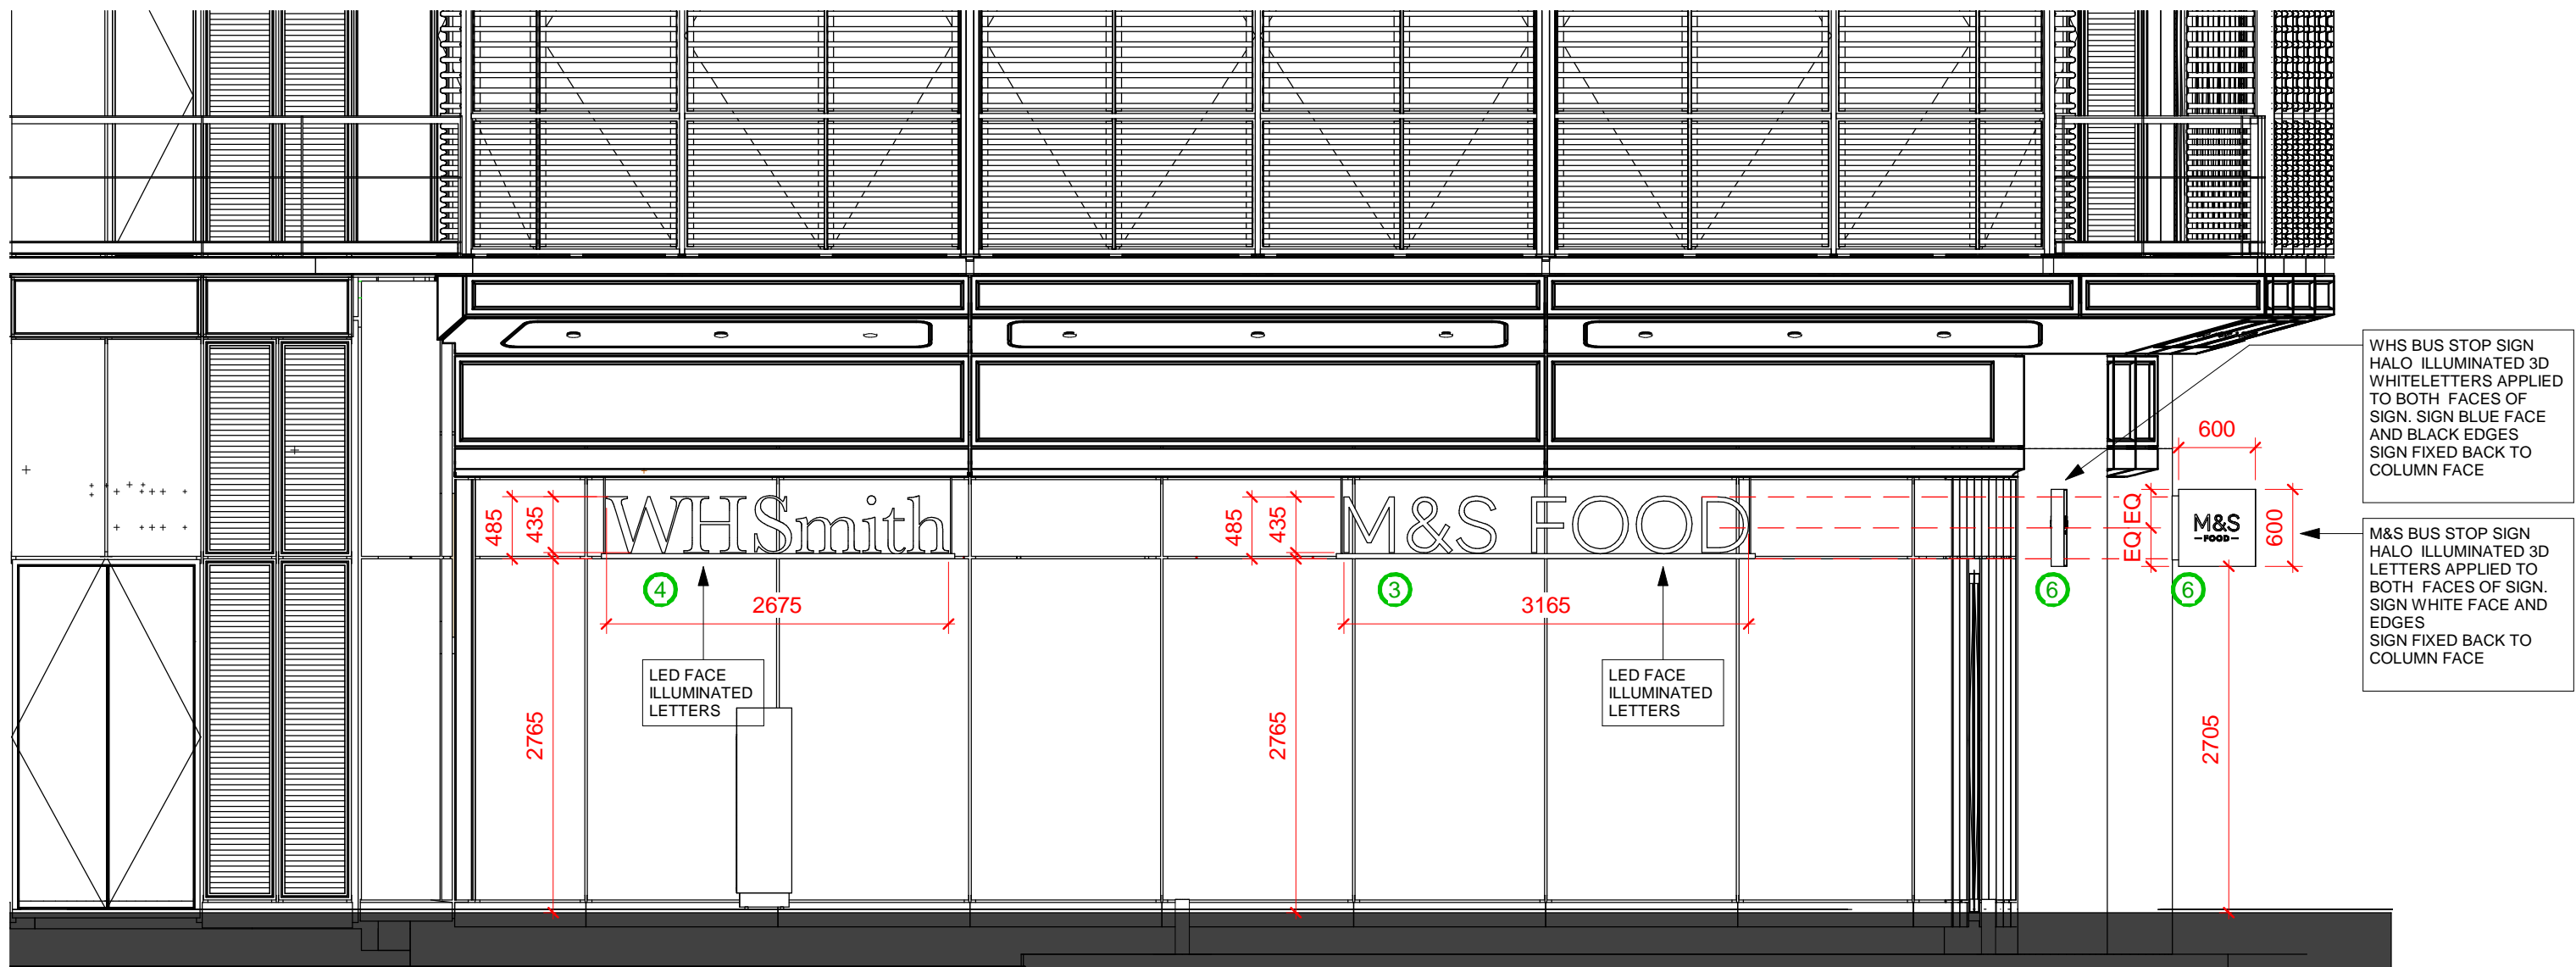 WHS BUS STOP SIGN
HALO ILLUMINATED 3D
WHITELETTERS APPLIED
TO BOTH FACES OF
SIGN. SIGN BLUE FACE
AND BLACK EDGES
SIGN FIXED BACK TO
COLUMN FACE
600
485
435
WHSmith
485
435
M&S FOOD
EQ
EQ
M&S
-FOOD-
600
M&S BUS STOP SIGN
HALO ILLUMINATED 3D
LETTERS APPLIED TO
BOTH FACES OF SIGN.
SIGN WHITE FACE AND
EDGES
SIGN FIXED BACK TO
COLUMN FACE
4
2675
3
3165
6
6
LED FACE
ILLUMINATED
LETTERS
LED FACE
ILLUMINATED
LETTERS
2765
2765
2705